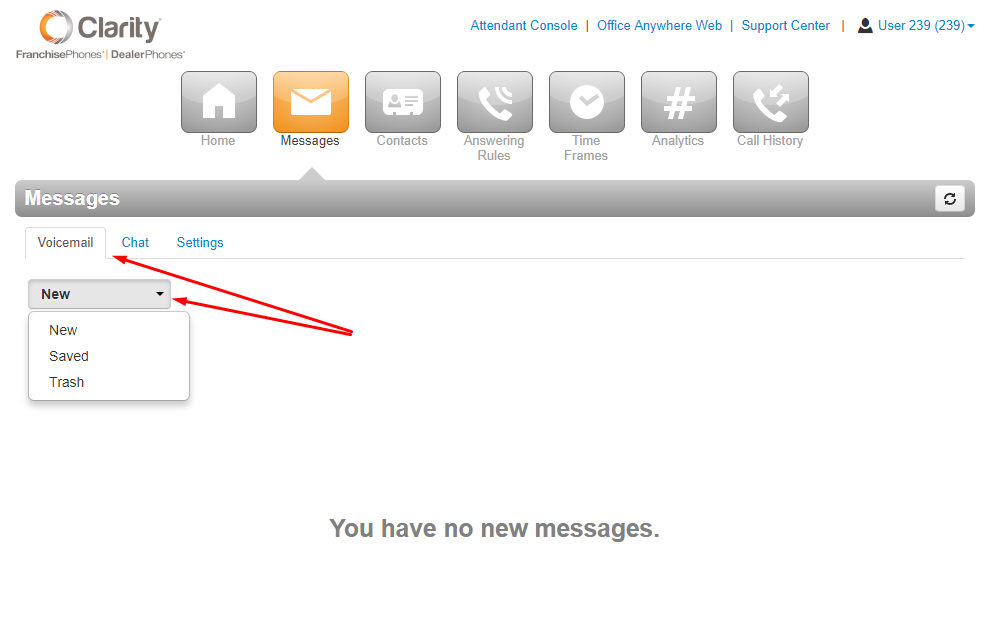 Clarity
FranchisePhones | DealerPhones
Attendant Console | Office Anywhere Web | Support Center | User 239 (239)
Home
Messages
Contacts
Answering
Rules
Time
Frames
Analytics
Call History
Messages
Voicemail Chat Settings
New
New
Saved
Trash
You have no new messages.